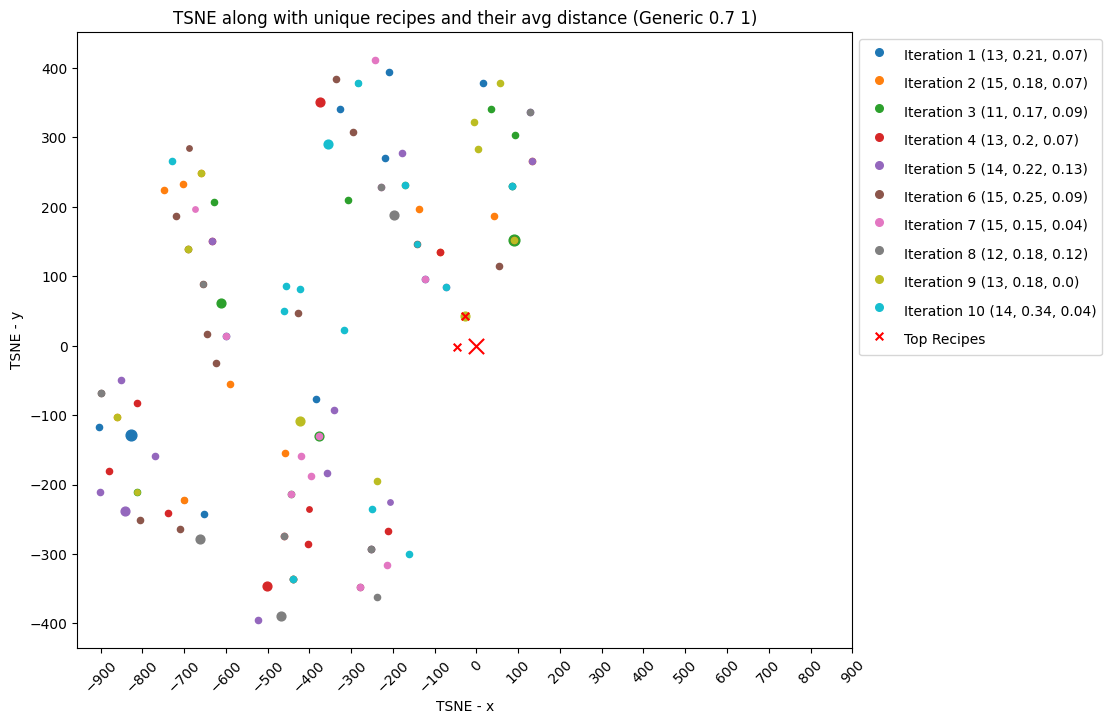 TSNE along with unique recipes and their avg distance (Generic 0.7 1)
TSNE - y
400
300
200
100
0
−100
−200
−300
−400
−900
−800
−700
−600
−500
−400
−300
−200
−100
0
100
200
300
400
500
600
700
800
900
TSNE - x
Iteration 1 (13, 0.21, 0.07)
Iteration 2 (15, 0.18, 0.07)
Iteration 3 (11, 0.17, 0.09)
Iteration 4 (13, 0.2, 0.07)
Iteration 5 (14, 0.22, 0.13)
Iteration 6 (15, 0.25, 0.09)
Iteration 7 (15, 0.15, 0.04)
Iteration 8 (12, 0.18, 0.12)
Iteration 9 (13, 0.18, 0.0)
Iteration 10 (14, 0.34, 0.04)
Top Recipes